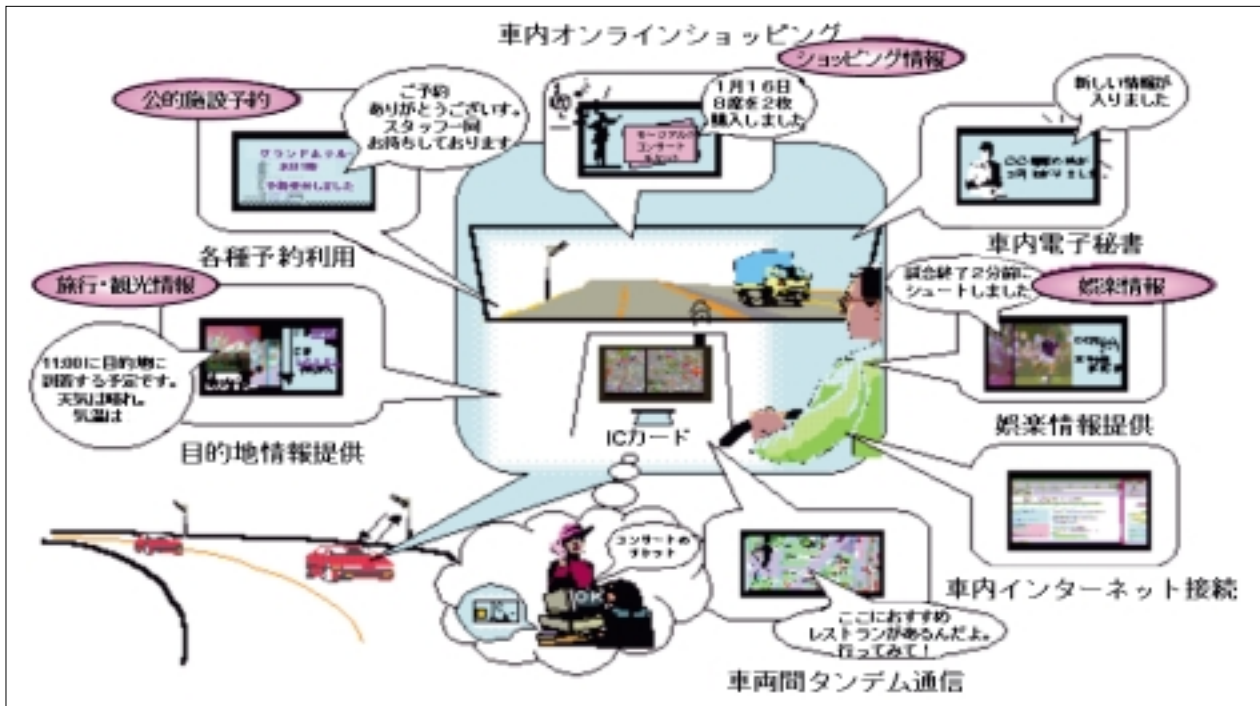 車内オンラインショッピング
ショッピング情報
公的施設予約
ご予約
ありがとうございす。
スタッフ一同
お待ちしております
1月16日
8席を2枚
購入しました
コンサート
チケット
新しい情報が
入りました
各種予約利用
車内電子秘書
旅行・観光情報
試合終了2分前に
シュートしました
娯楽情報
11:00に目的地に
到着する予定です。
天気は晴れ。
気温は
目的地情報提供
ICカード
娯楽情報提供
コンサートの
チケット
OK
車内インターネット接続
ここにおすすめ
レストランがあるんだよ。
行ってみて!
車両間タンデム通信